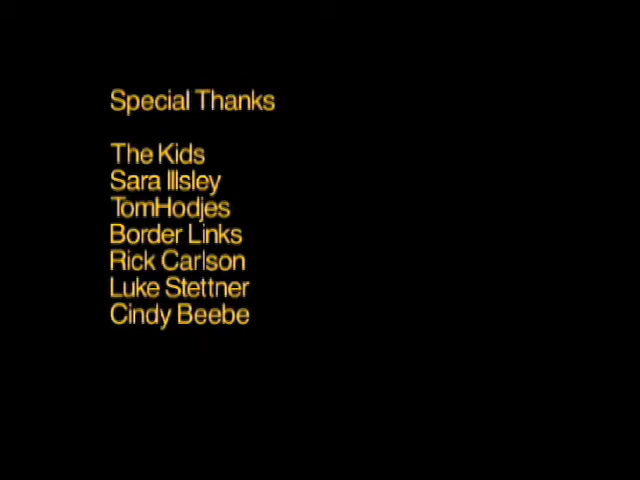 Special Thanks
The Kids
Sara Illsley
TomHodjes
Border Links
Rick Carlson
Luke Stettner
Cindy Beebe